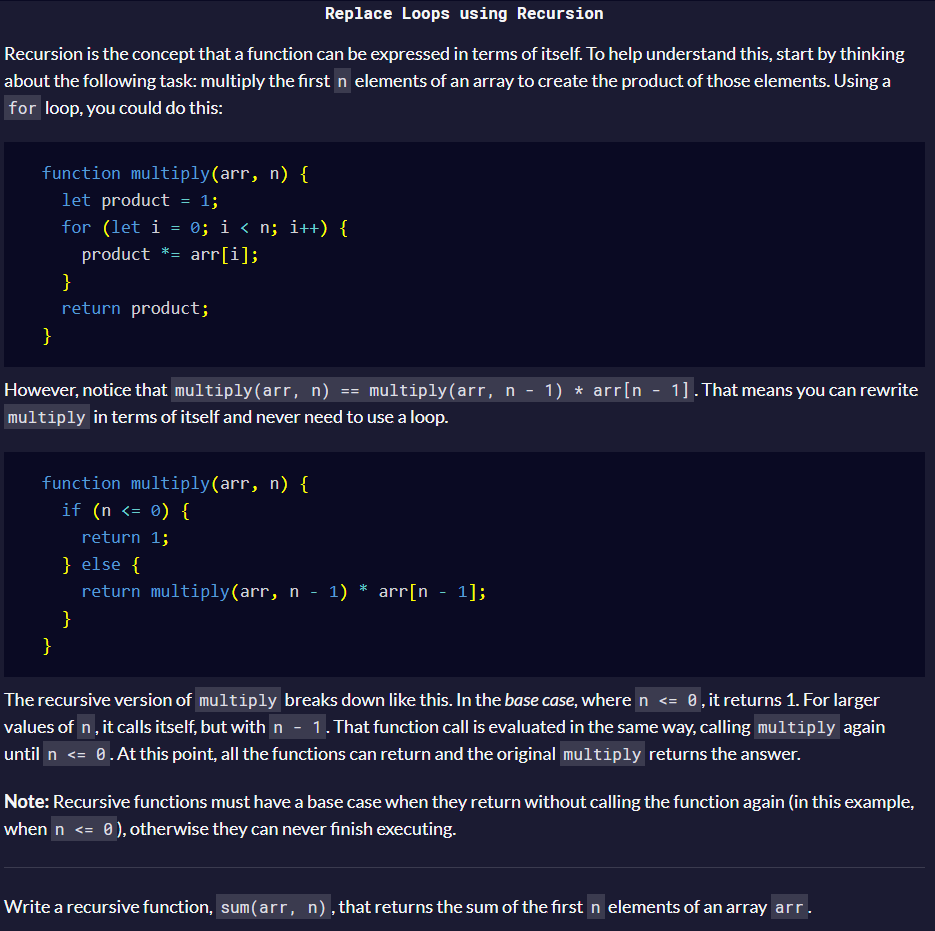 Replace Loops using Recursion
Recursion is the concept that a function can be expressed in terms of itself. To help understand this, start by thinking
about the following task: multiply the first n elements of an array to create the product of those elements. Using a
for loop, you could do this:
function multiply(arr, n) {
  let product = 1;
  for (let i = 0; i < n; i++) {
    product *= arr[i];
  }
  return product;
}
However, notice that multiply(arr, n) == multiply(arr, n - 1) * arr[n - 1]. That means you can rewrite
multiply in terms of itself and never need to use a loop.
function multiply(arr, n) {
  if (n <= 0) {
    return 1;
  } else {
    return multiply(arr, n - 1) * arr[n - 1];
  }
}
The recursive version of multiply breaks down like this. In the base case, where n <= 0, it returns 1. For larger
values of n, it calls itself, but with n - 1. That function call is evaluated in the same way, calling multiply again
until n <= 0. At this point, all the functions can return and the original multiply returns the answer.
Note: Recursive functions must have a base case when they return without calling the function again (in this example,
when n <= 0), otherwise they can never finish executing.
Write a recursive function, sum(arr, n), that returns the sum of the first n elements of an array arr.